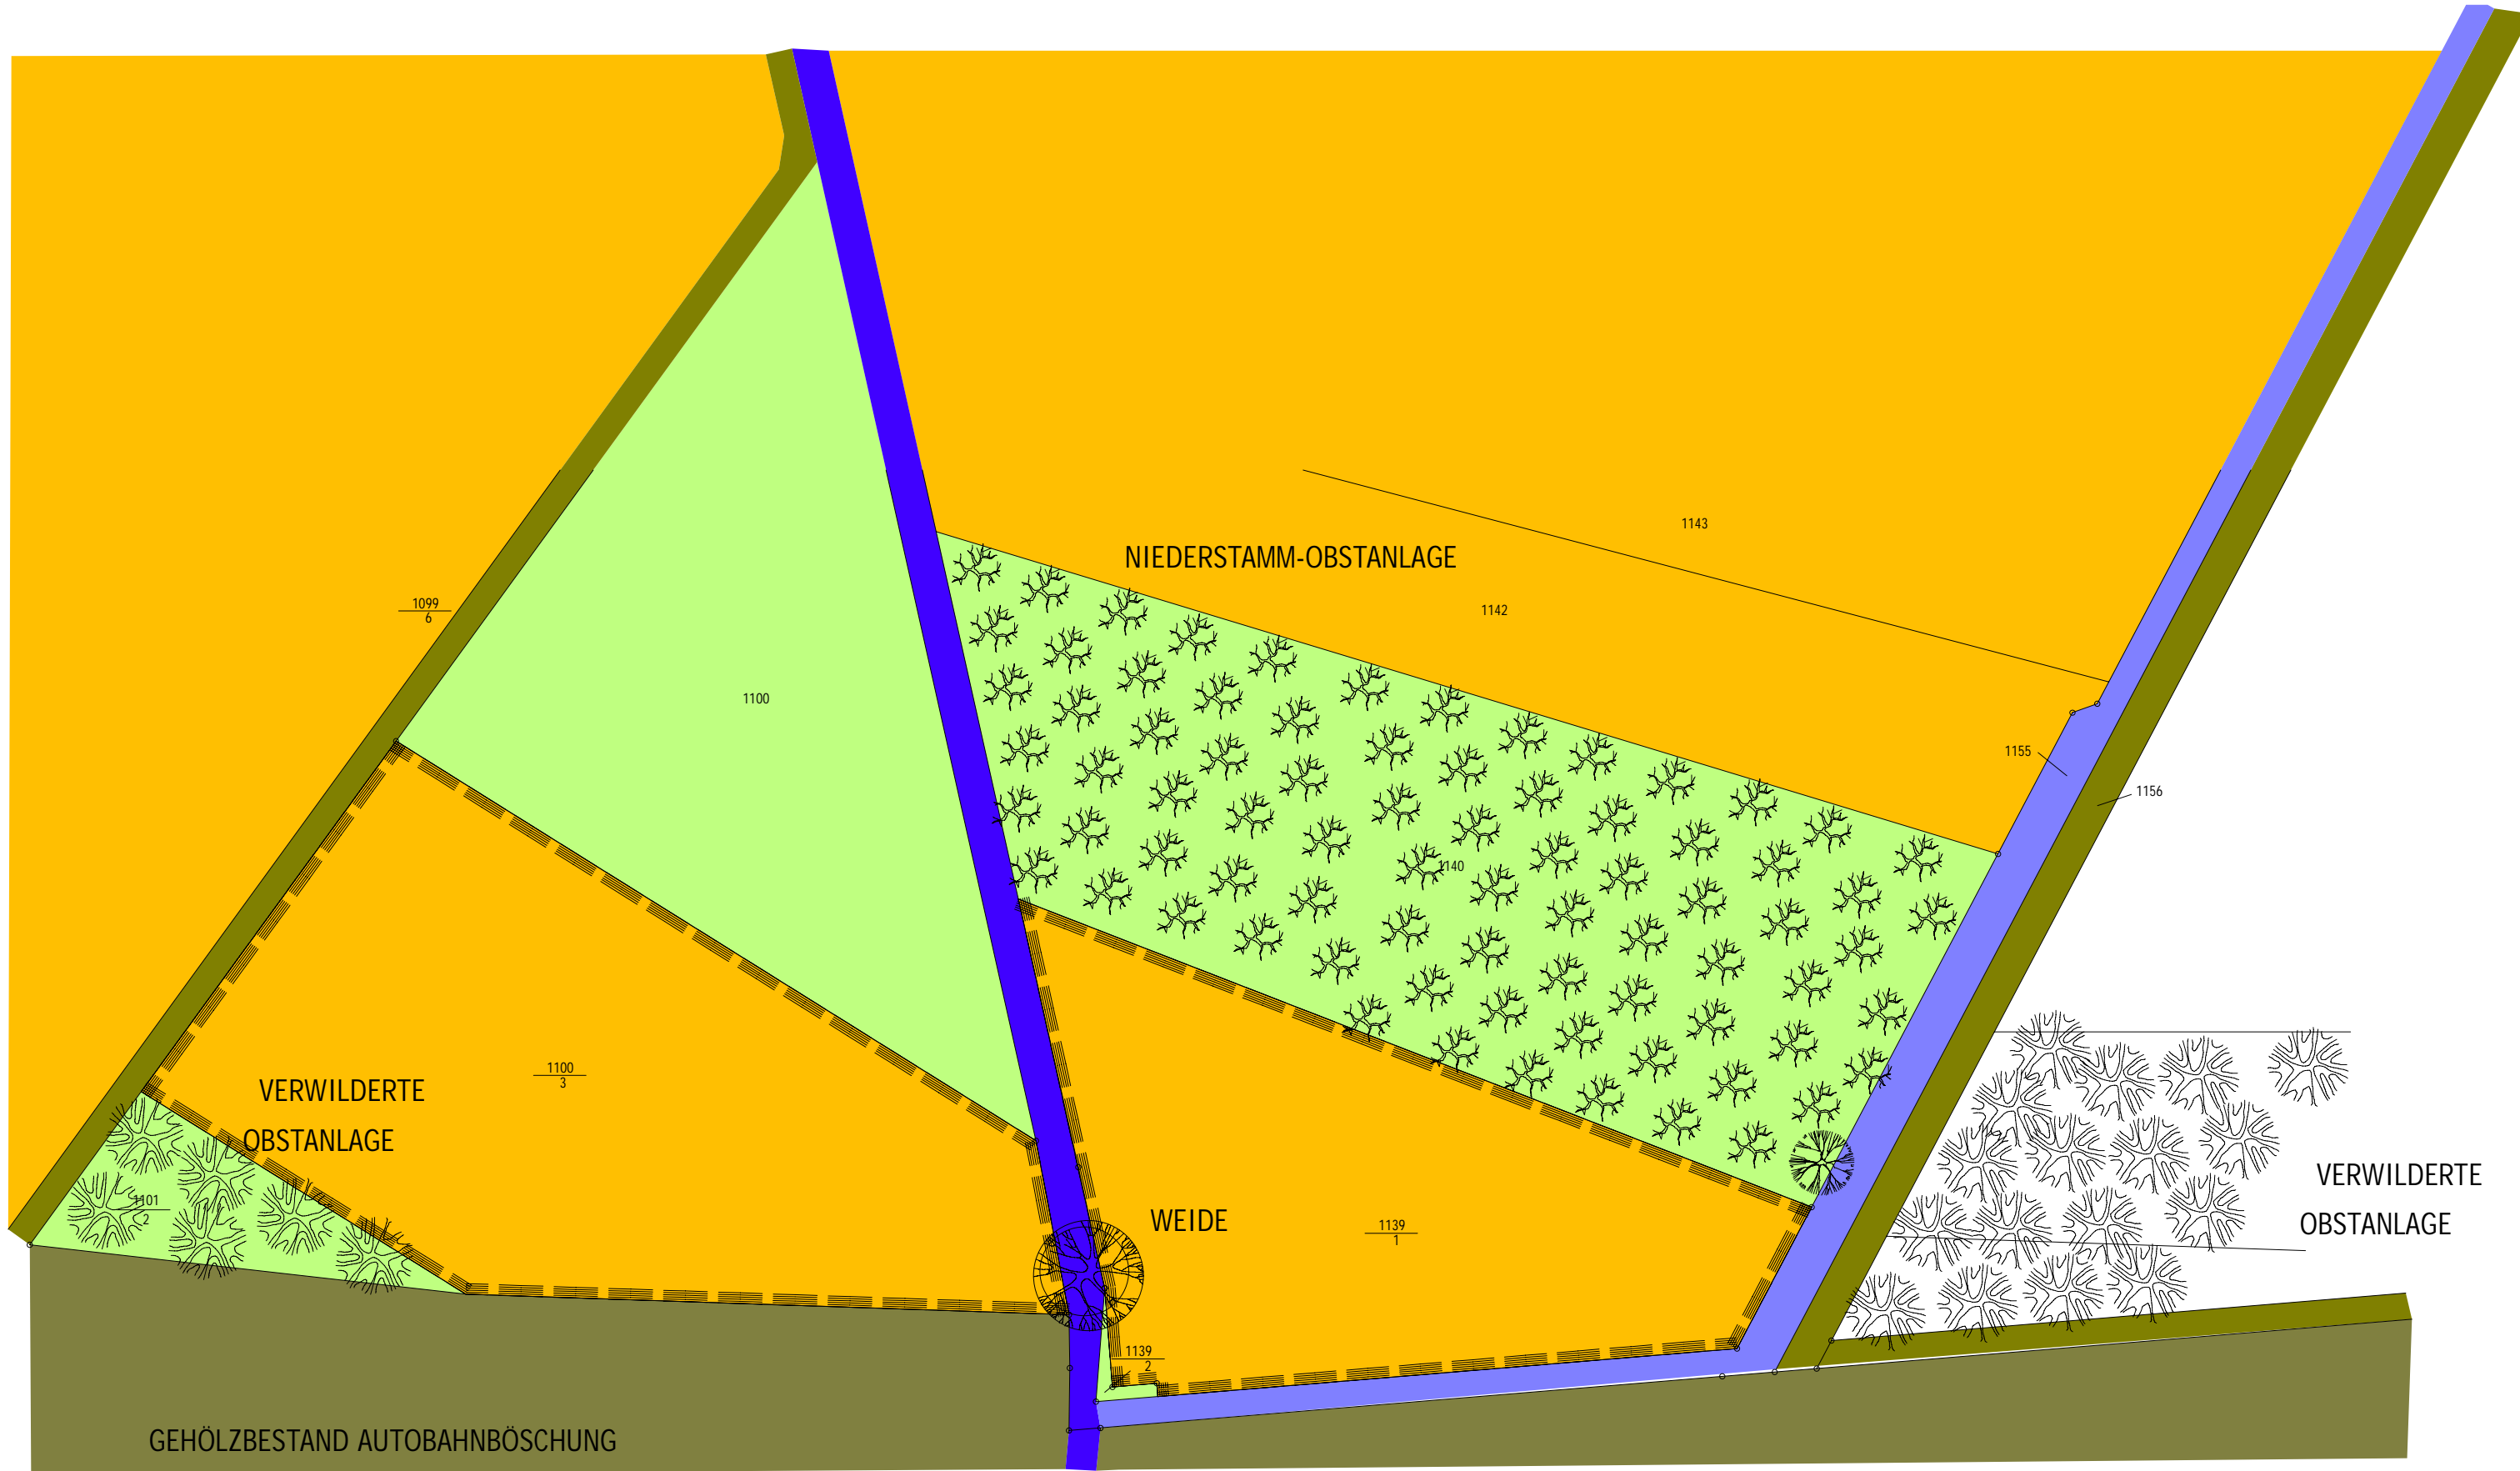 1143
NIEDERSTAMM-OBSTANLAGE
1099
6
1142
1100
1155
1156
1140
1100
3
VERWILDERTE
OBSTANLAGE
VERWILDERTE
OBSTANLAGE
1101
2
WEIDE
1139
1
1139
2
GEHÖLZBESTAND AUTOBAHNBÖSCHUNG